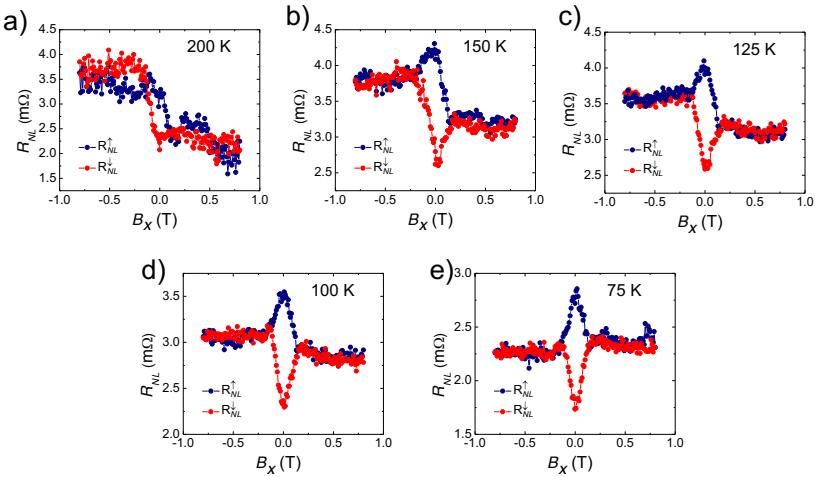 a)
200 K
4.5
4.0
3.5
3.0
2.5
2.0
1.5
R_NL (mΩ)
R↑_NL
R↓_NL
-1.0 -0.5 0.0 0.5 1.0
B_X (T)
b)
150 K
4.5
4.0
3.5
3.0
2.5
R_NL (mΩ)
R↑_NL
R↓_NL
-1.0 -0.5 0.0 0.5 1.0
B_X (T)
c)
125 K
4.5
4.0
3.5
3.0
2.5
R_NL (mΩ)
R↑_NL
R↓_NL
-1.0 -0.5 0.0 0.5 1.0
B_X (T)
d)
100 K
3.5
3.0
2.5
2.0
R_NL (mΩ)
R↑_NL
R↓_NL
-1.0 -0.5 0.0 0.5 1.0
B_X (T)
e)
75 K
3.0
2.6
2.2
1.9
1.5
R_NL (mΩ)
R↑_NL
R↓_NL
-1.0 -0.5 0.0 0.5 1.0
B_X (T)